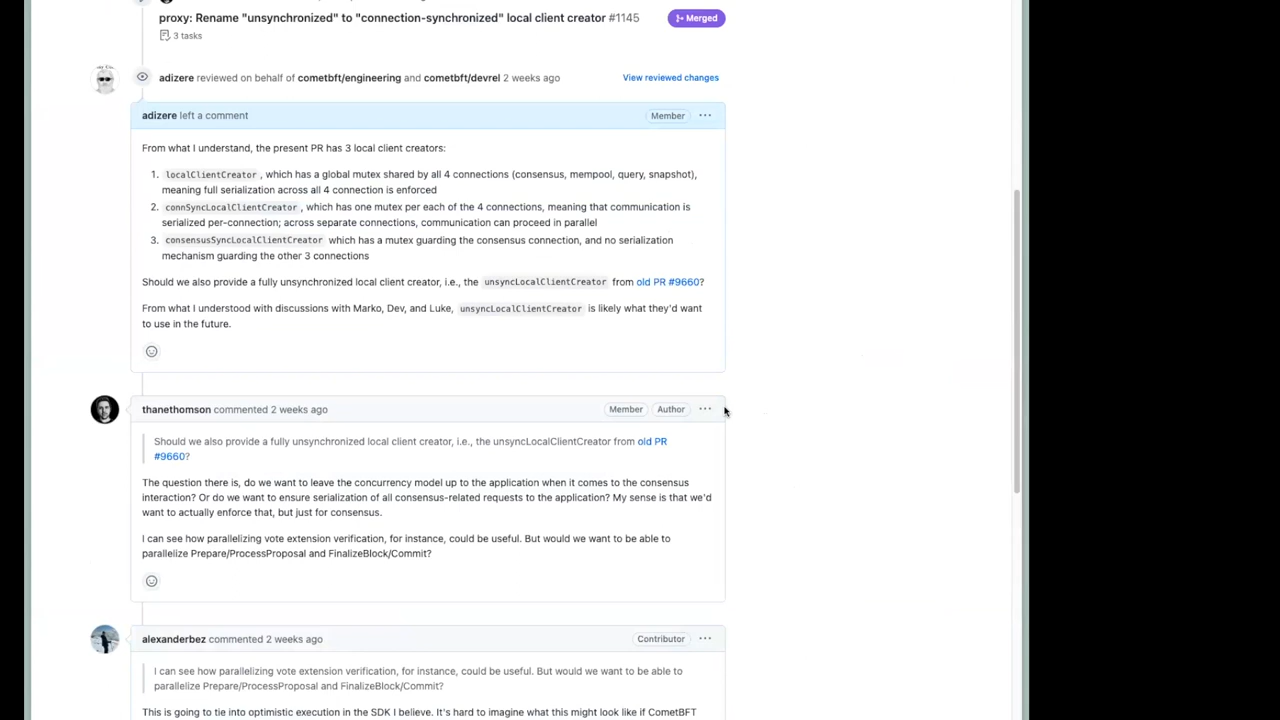 proxy: Rename "unsynchronized" to "connection-synchronized" local client creator #1145
Merged
3 tasks
adizere reviewed on behalf of cometbft/engineering and cometbft/devrel 2 weeks ago
View reviewed changes
adizere left a comment
Member
From what I understand, the present PR has 3 local client creators:
1. localClientCreator , which has a global mutex shared by all 4 connections (consensus, mempool, query, snapshot),
meaning full serialization across all 4 connection is enforced
2. connSyncLocalClientCreator , which has one mutex per each of the 4 connections, meaning that communication is
serialized per-connection; across separate connections, communication can proceed in parallel
3. consensusSyncLocalClientCreator which has a mutex guarding the consensus connection, and no serialization
mechanism guarding the other 3 connections
Should we also provide a fully unsynchronized local client creator, i.e., the unsyncLocalClientCreator from old PR #9660?
From what I understood with discussions with Marko, Dev, and Luke, unsyncLocalClientCreator is likely what they'd want
to use in the future.
thanethomson commented 2 weeks ago
Member
Author
Should we also provide a fully unsynchronized local client creator, i.e., the unsyncLocalClientCreator from old PR
#9660?
The question there is, do we want to leave the concurrency model up to the application when it comes to the consensus
interaction? Or do we want to ensure serialization of all consensus-related requests to the application? My sense is that we'd
want to actually enforce that, but just for consensus.
I can see how parallelizing vote extension verification, for instance, could be useful. But would we want to be able to
parallelize Prepare/ProcessProposal and FinalizeBlock/Commit?
alexanderbez commented 2 weeks ago
Contributor
I can see how parallelizing vote extension verification, for instance, could be useful. But would we want to be able to
parallelize Prepare/ProcessProposal and FinalizeBlock/Commit?
This is going to tie into optimistic execution in the SDK I believe. It's hard to imagine what this might look like if CometBFT